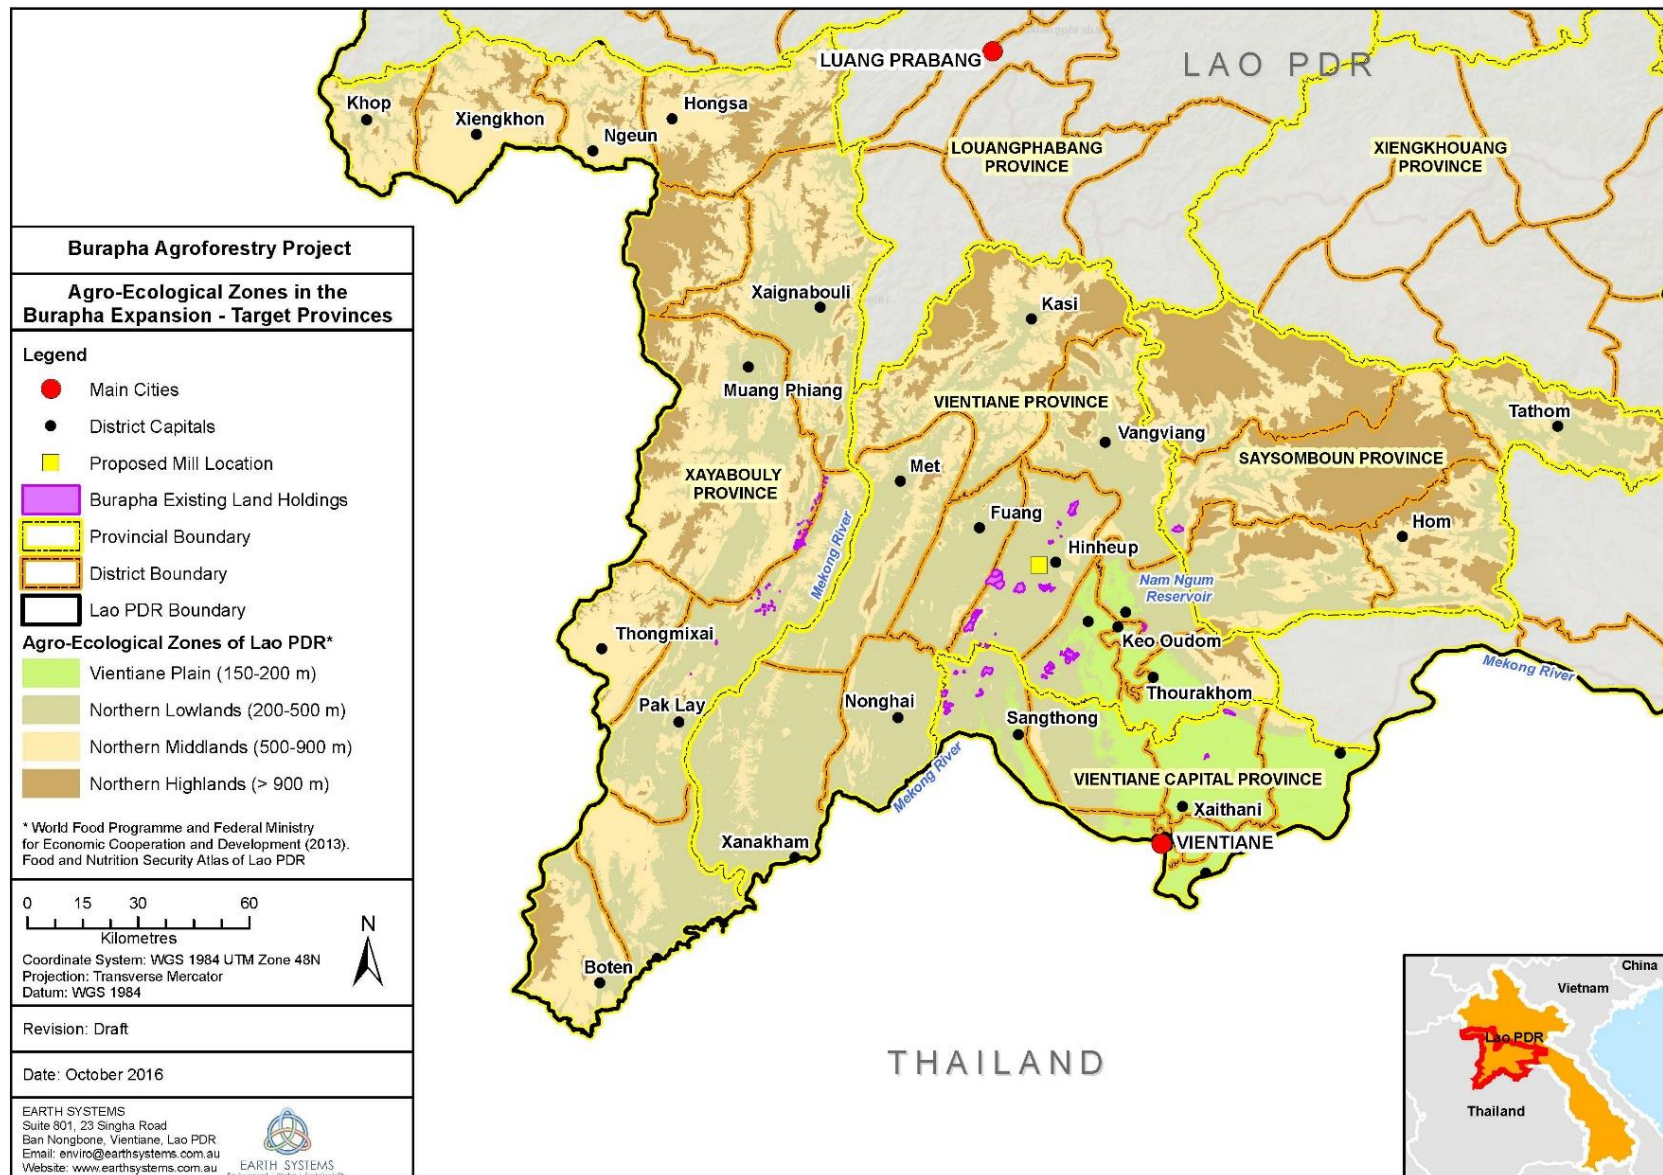 LUANG PRABANG
LAO PDR
Khop
Xiengkhon
Ngeun
Hongsa
LOUANGPHABANG
PROVINCE
XIENGKHOUANG
PROVINCE
Burapha Agroforestry Project
Agro-Ecological Zones in the
Burapha Expansion - Target Provinces
Legend
Main Cities
District Capitals
Proposed Mill Location
Burapha Existing Land Holdings
Provincial Boundary
District Boundary
Lao PDR Boundary
Agro-Ecological Zones of Lao PDR*
Vientiane Plain (150-200 m)
Northern Lowlands (200-500 m)
Northern Middlands (500-900 m)
Northern Highlands (> 900 m)
* World Food Programme and Federal Ministry
for Economic Cooperation and Development (2013).
Food and Nutrition Security Atlas of Lao PDR
0 15 30 60
Kilometres
N
Coordinate System: WGS 1984 UTM Zone 48N
Projection: Transverse Mercator
Datum: WGS 1984
Revision: Draft
Date: October 2016
EARTH SYSTEMS
Suite 801, 23 Singha Road
Ban Nongbone, Vientiane, Lao PDR
Email: enviro@earthsystems.com.au
Website: www.earthsystems.com.au
EARTH SYSTEMS
Xaignabouli
Kasi
Muang Phiang
VIENTIANE PROVINCE
Vangviang
Tathom
XAYABOULY
PROVINCE
Met
SAYSOMBOUN PROVINCE
Fuang
Hom
Mekong River
Hinheup
Nam Ngum
Reservoir
Thongmixai
Keo Oudom
Mekong River
Thourakhom
Pak Lay
Nonghai
Sangthong
Mekong River
VIENTIANE CAPITAL PROVINCE
Xaithani
Xanakham
VIENTIANE
Boten
THAILAND
China
Vietnam
Lao PDR
Thailand